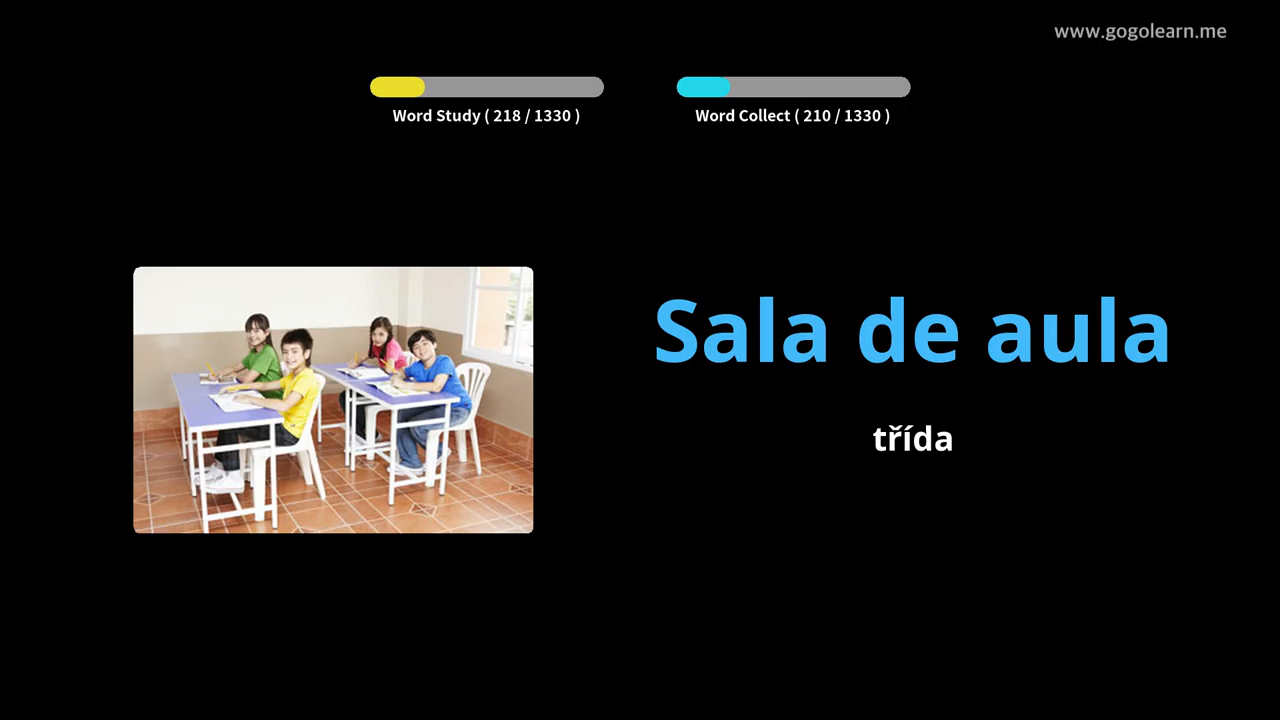 www.gogolearn.me
Word Study ( 218 / 1330 )
Word Collect ( 210 / 1330 )
Sala de aula
třída